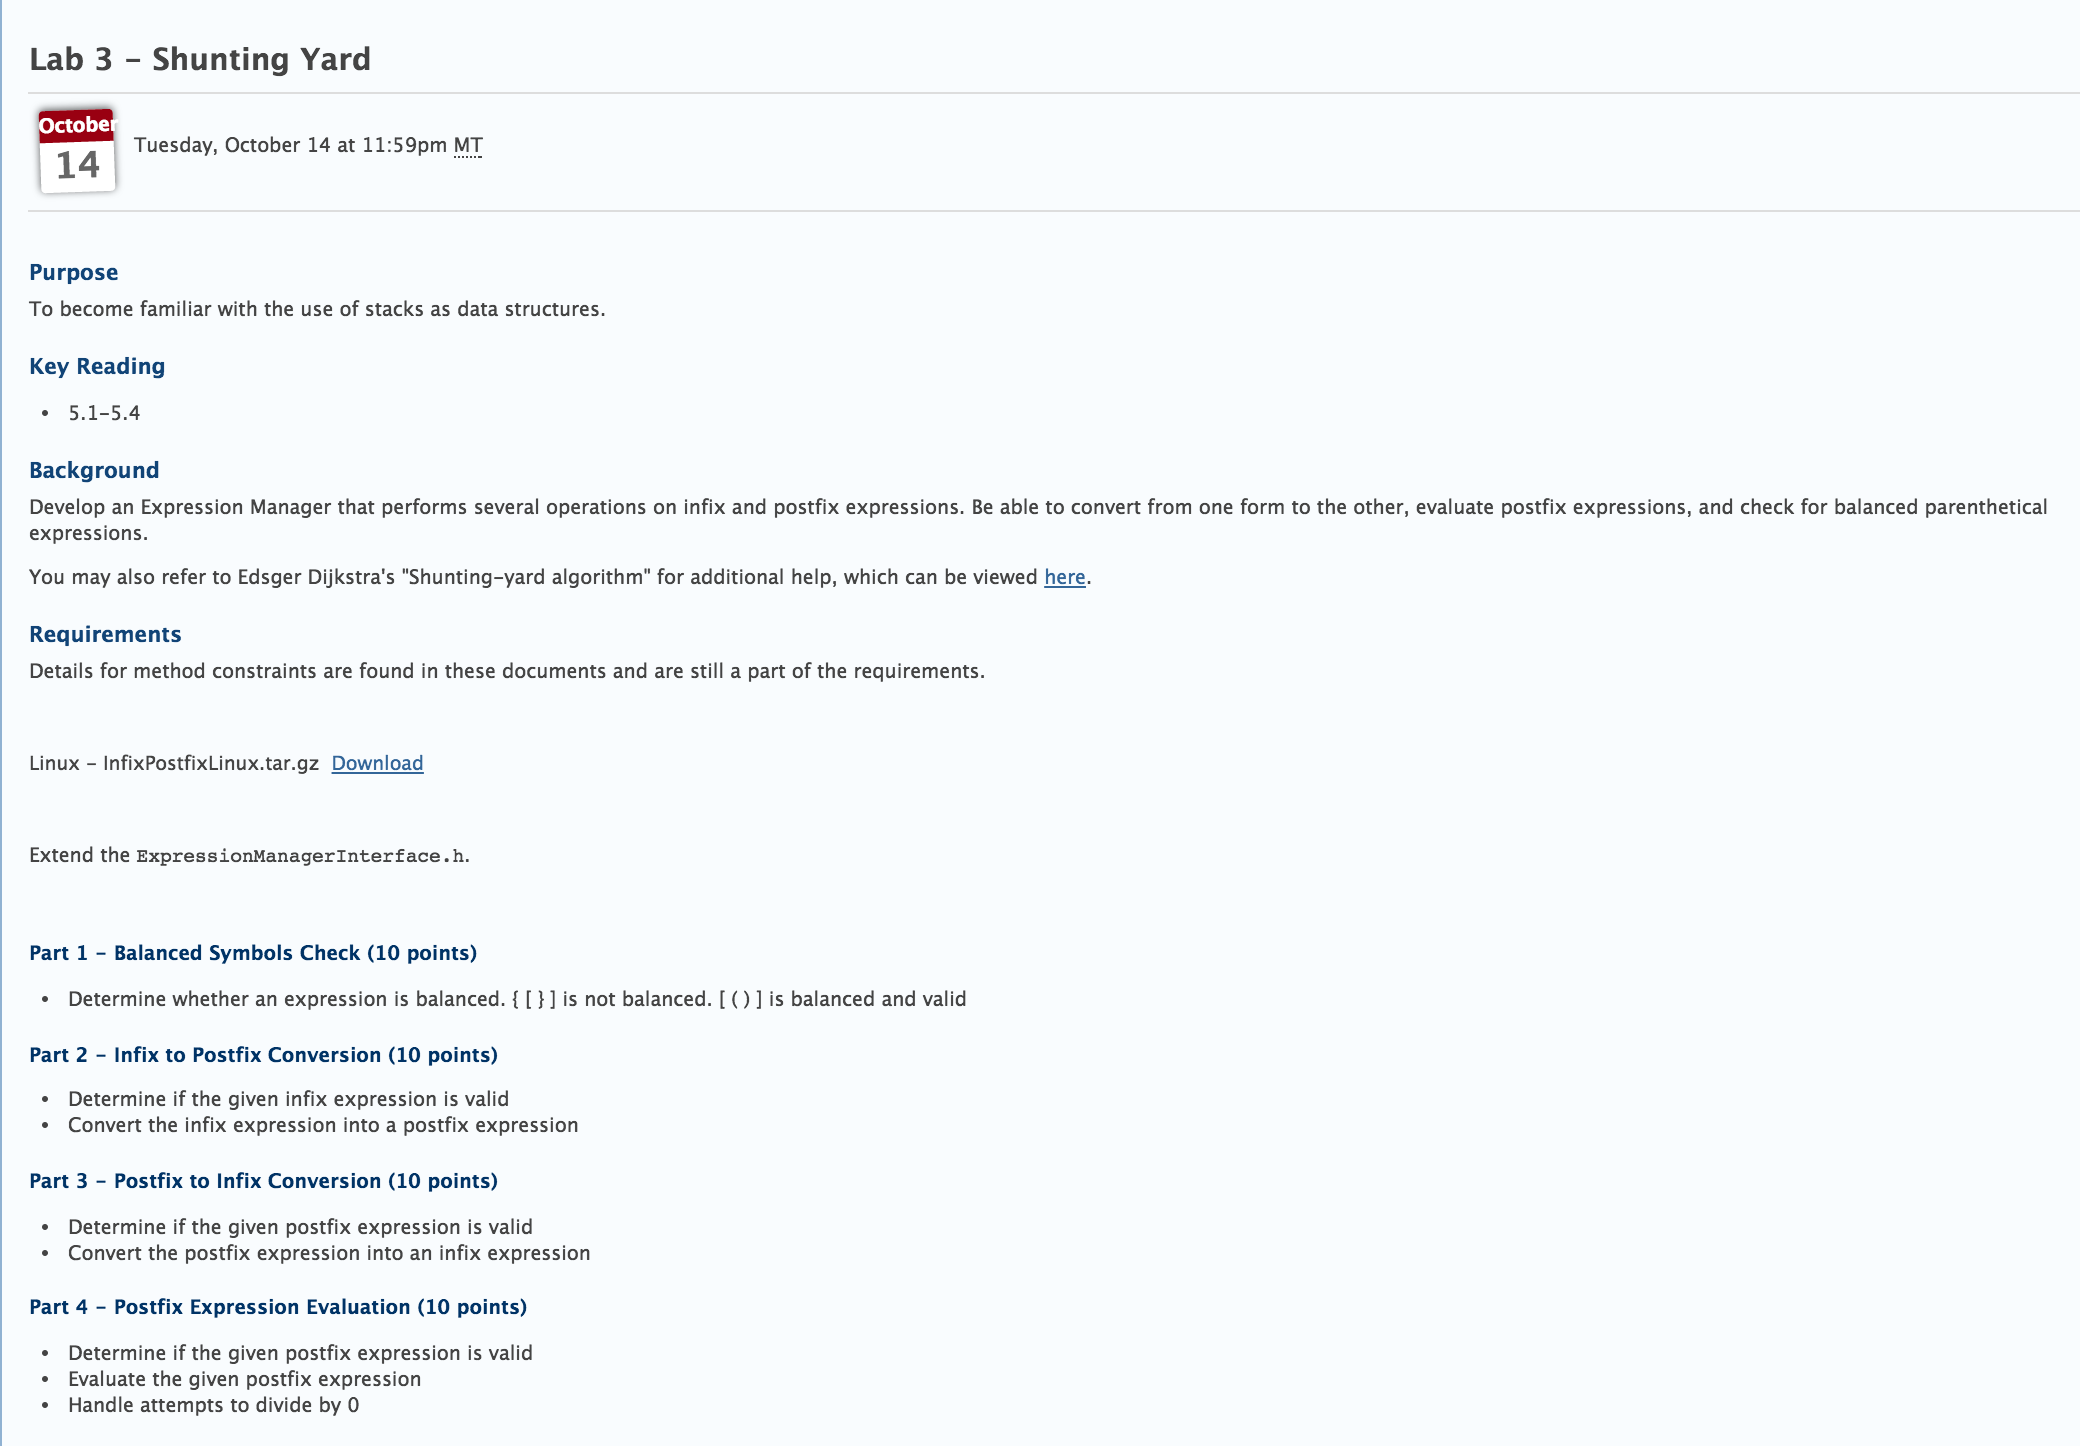 Lab 3 – Shunting Yard
October
14
Tuesday, October 14 at 11:59pm MT
Purpose
To become familiar with the use of stacks as data structures.
Key Reading
• 5.1–5.4
Background
Develop an Expression Manager that performs several operations on infix and postfix expressions. Be able to convert from one form to the other, evaluate postfix expressions, and check for balanced parenthetical
expressions.
You may also refer to Edsger Dijkstra's "Shunting-yard algorithm" for additional help, which can be viewed here.
Requirements
Details for method constraints are found in these documents and are still a part of the requirements.
Linux – InfixPostfixLinux.tar.gz Download
Extend the ExpressionManagerInterface.h.
Part 1 – Balanced Symbols Check (10 points)
• Determine whether an expression is balanced. { [ } ] is not balanced. [ ( ) ] is balanced and valid
Part 2 – Infix to Postfix Conversion (10 points)
• Determine if the given infix expression is valid
• Convert the infix expression into a postfix expression
Part 3 – Postfix to Infix Conversion (10 points)
• Determine if the given postfix expression is valid
• Convert the postfix expression into an infix expression
Part 4 – Postfix Expression Evaluation (10 points)
• Determine if the given postfix expression is valid
• Evaluate the given postfix expression
• Handle attempts to divide by 0